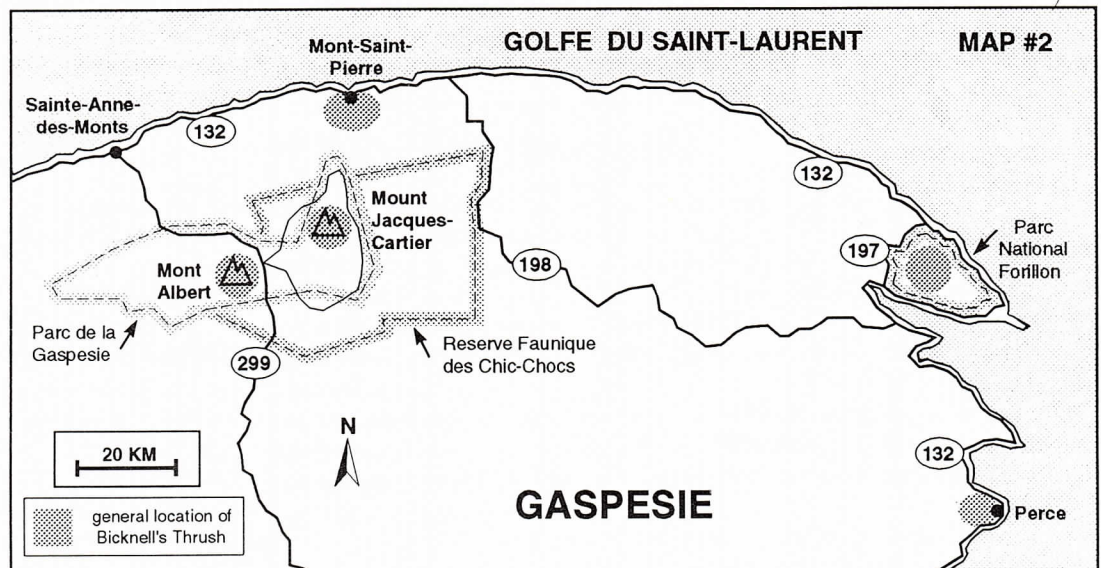 GOLFE DU SAINT-LAURENT
MAP #2
Mont-Saint-
Pierre
Sainte-Anne-
des-Monts
132
132
Mount
Jacques-
Cartier
Parc
National
Forillon
197
198
Mont
Albert
Parc de la
Gaspesie
Reserve Faunique
des Chic-Chocs
299
N
20 KM
132
GASPESIE
general location of
Bicknell's Thrush
Perce